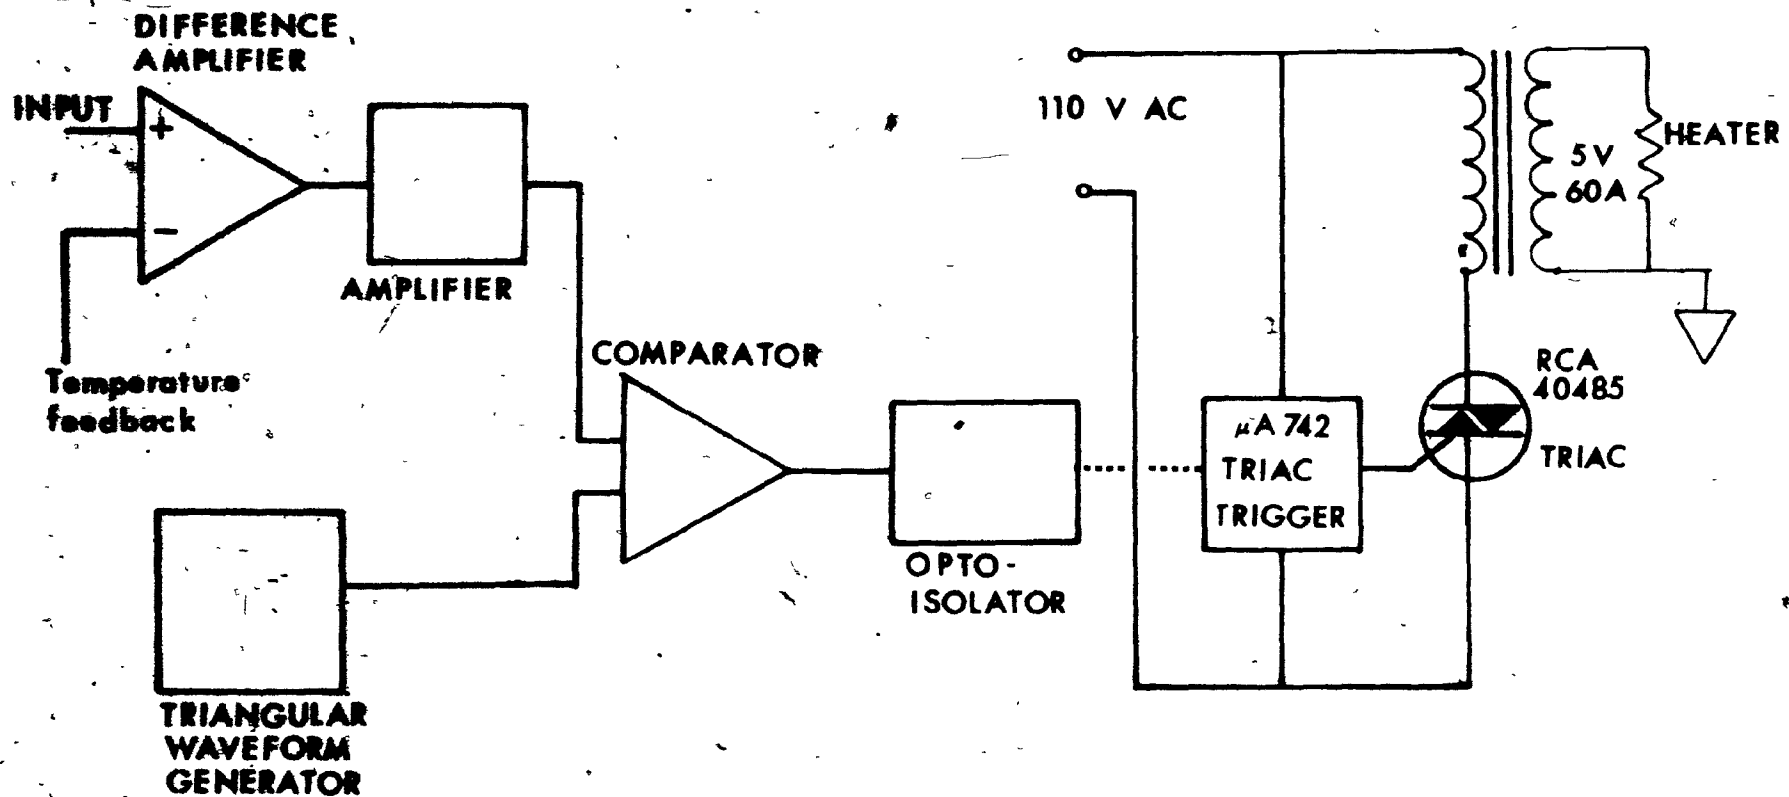 DIFFERENCE
AMPLIFIER
INPUT
+
−
Temperature
feedback
AMPLIFIER
COMPARATOR
TRIANGULAR
WAVEFORM
GENERATOR
OPTO-
ISOLATOR
110 V AC
μA 742
TRIAC
TRIGGER
5V
60A
HEATER
RCA
40485
TRIAC